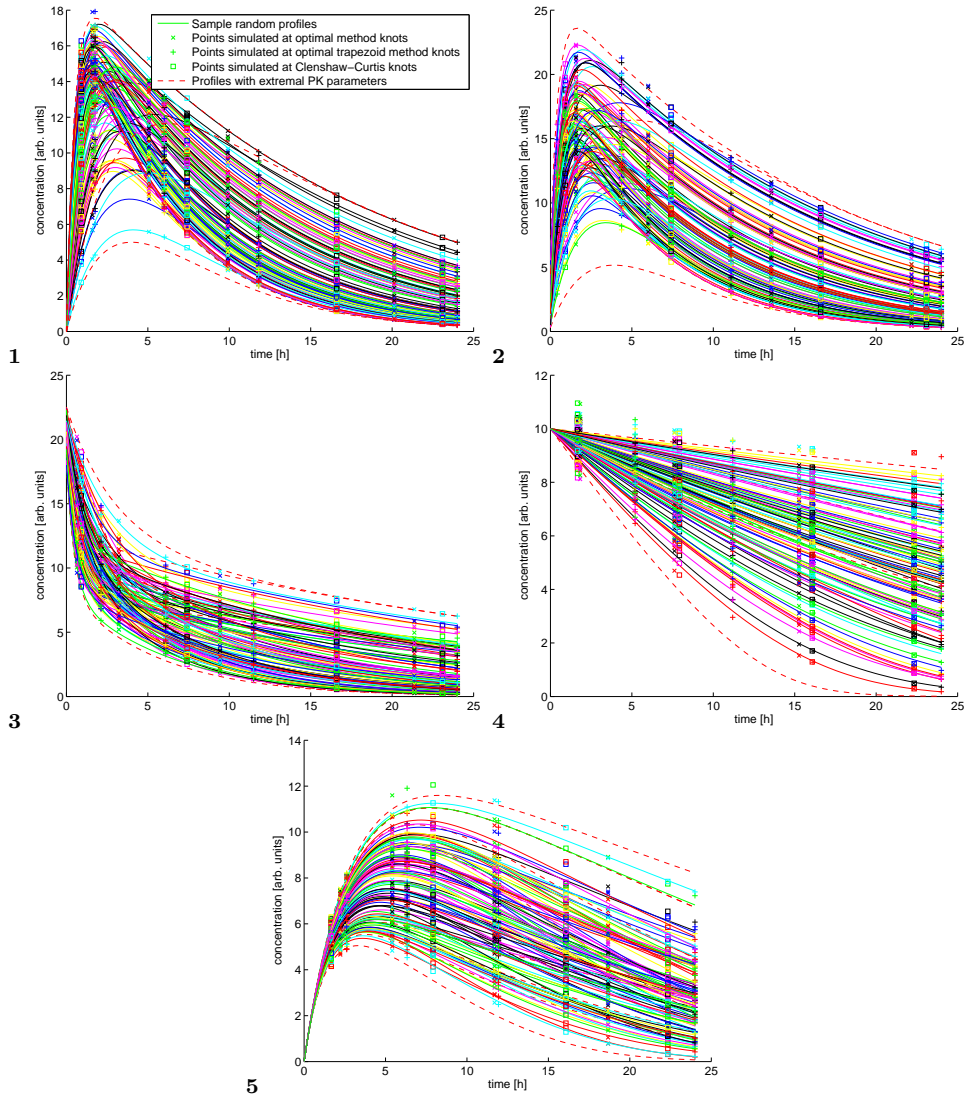 18
16
14
12
10
8
6
4
2
0
concentration [arb. units]
Sample random profiles
Points simulated at optimal method knots
Points simulated at optimal trapezoid method knots
Points simulated at Clenshaw−Curtis knots
Profiles with extremal PK parameters
0 5 10 15 20 25
time [h]
1
25
20
15
10
5
0
concentration [arb. units]
0 5 10 15 20 25
time [h]
2
25
20
15
10
5
0
concentration [arb. units]
0 5 10 15 20 25
time [h]
3
12
10
8
6
4
2
0
concentration [arb. units]
0 5 10 15 20 25
time [h]
4
14
12
10
8
6
4
2
0
concentration [arb. units]
0 5 10 15 20 25
time [h]
5